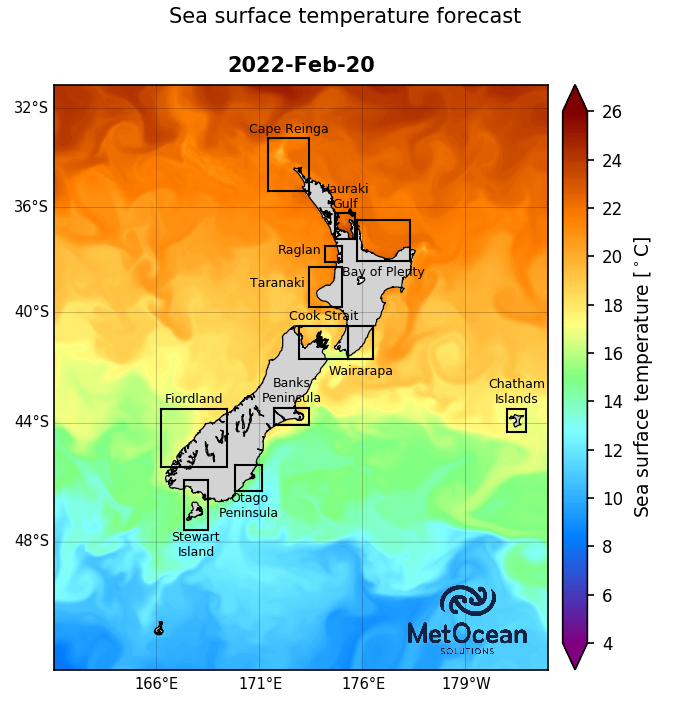 Sea surface temperature forecast
2022-Feb-20
32°S
36°S
40°S
44°S
48°S
Cape Reinga
Hauraki
Gulf
Raglan
Bay of Plenty
Taranaki
Cook Strait
Wairarapa
Banks
Peninsula
Fiordland
Chatham
Islands
Otago
Peninsula
Stewart
Island
MetOcean
SOLUTIONS
166°E
171°E
176°E
179°W
26
24
22
20
18
16
14
12
10
8
6
4
Sea surface temperature [°C]